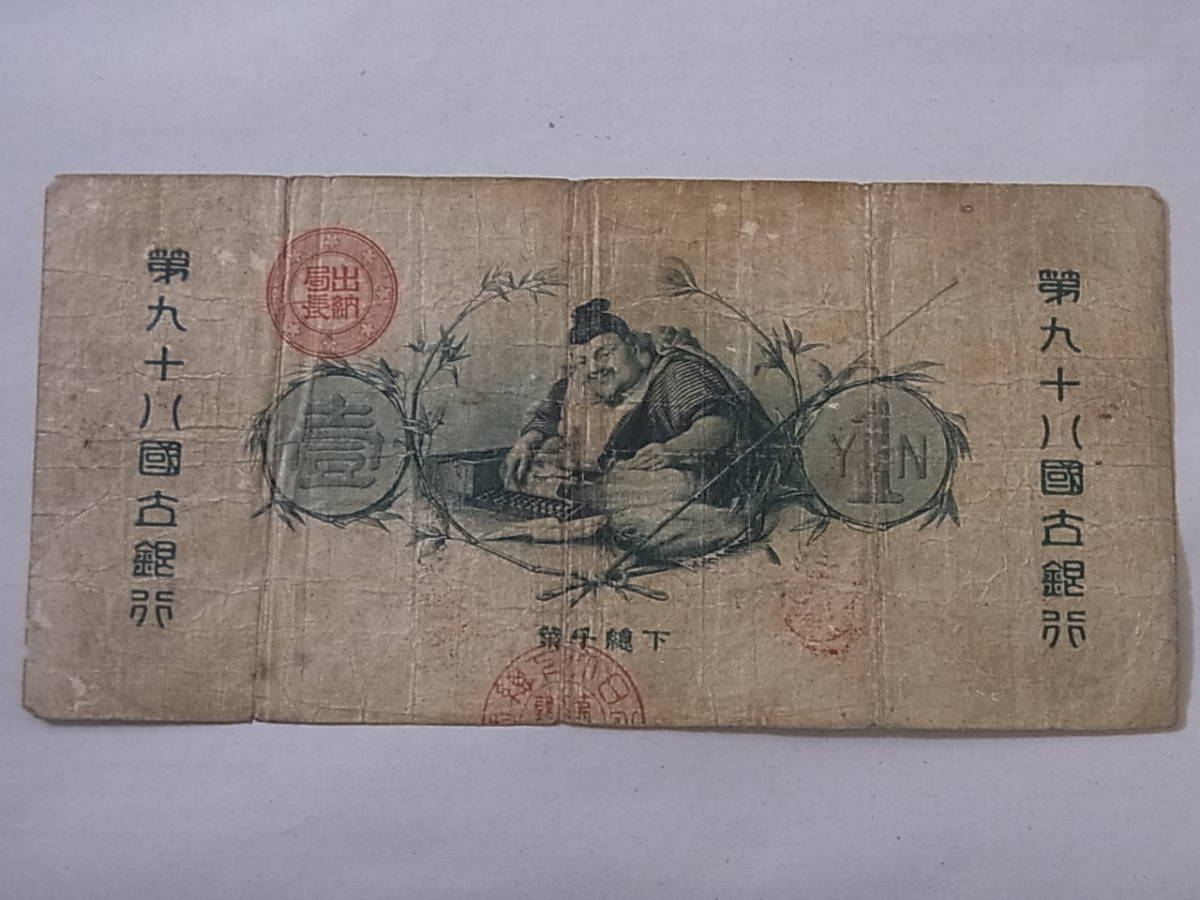 第九十八國立銀行
1
YEN
出納
局長
壹
下總千葉
第九十八國立銀行